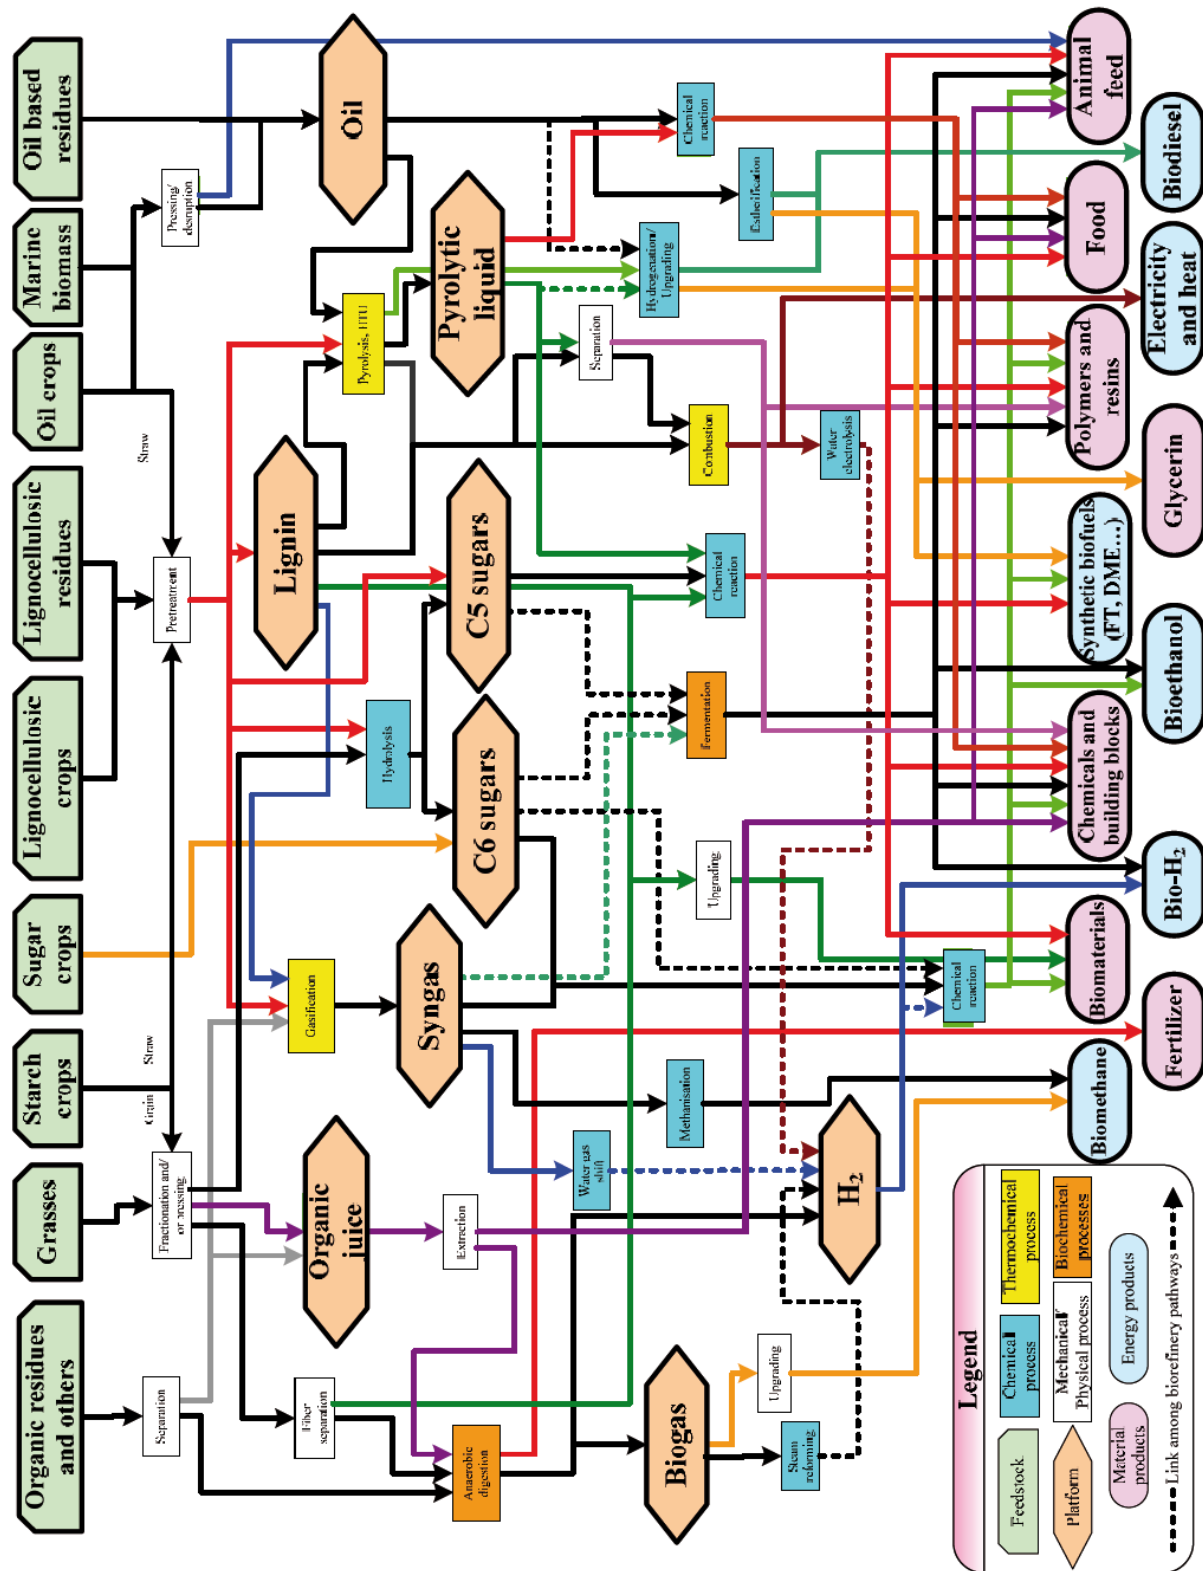 Organic residues
and others
Grasses
Starch
crops
Sugar
crops
Lignocellulosic
crops
Lignocellulosic
residues
Oil crops
Marine
biomass
Oil based
residues
Grain
Straw
Straw
Separation
Fractionation and/
or pressing
Pretreatment
Pressing/
desruption
Fiber
separation
Organic
juice
Gasification
Lignin
Oil
Hydrolysis
Pyrolysis, HTU
Anaerobic
digestion
Extraction
Syngas
C6 sugars
C5 sugars
Pyrolytic
liquid
Biogas
Water gas
shift
Separation
Methanisation
Upgrading
Fermentation
Chemical
reaction
Combustion
Hydrogenation/
Upgrading
Chemical
reaction
Estherification
Upgrading
Steam
reforming
H2
Water
electrolysis
Chemical
reaction
Biomethane
Fertilizer
Biomaterials
Bio-H2
Chemicals and
building blocks
Bioethanol
Synthetic biofuels
(FT, DME...)
Glycerin
Polymers and
resins
Electricity
and heat
Food
Biodiesel
Animal
feed
Legend
Feedstock
Chemical
process
Thermochemical
process
Platform
Mechanical/
Physical process
Biochemical
processes
Material
products
Energy products
Link among biorefinery pathways